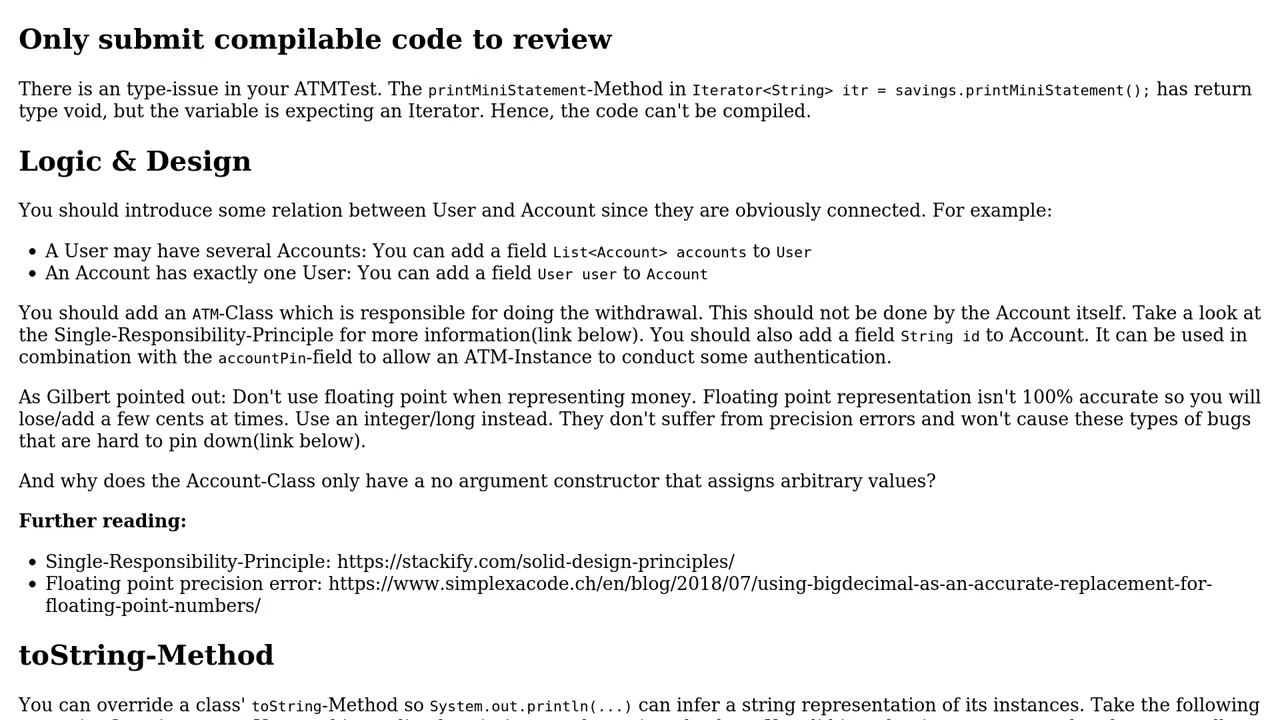 Only submit compilable code to review
There is an type-issue in your ATMTest. The printMiniStatement-Method in Iterator<String> itr = savings.printMiniStatement(); has return
type void, but the variable is expecting an Iterator. Hence, the code can't be compiled.
Logic & Design
You should introduce some relation between User and Account since they are obviously connected. For example:
• A User may have several Accounts: You can add a field List<Account> accounts to User
• An Account has exactly one User: You can add a field User user to Account
You should add an ATM-Class which is responsible for doing the withdrawal. This should not be done by the Account itself. Take a look at
the Single-Responsibility-Principle for more information(link below). You should also add a field String id to Account. It can be used in
combination with the accountPin-field to allow an ATM-Instance to conduct some authentication.
As Gilbert pointed out: Don't use floating point when representing money. Floating point representation isn't 100% accurate so you will
lose/add a few cents at times. Use an integer/long instead. They don't suffer from precision errors and won't cause these types of bugs
that are hard to pin down(link below).
And why does the Account-Class only have a no argument constructor that assigns arbitrary values?
Further reading:
• Single-Responsibility-Principle: https://stackify.com/solid-design-principles/
• Floating point precision error: https://www.simplexacode.ch/en/blog/2018/07/using-bigdecimal-as-an-accurate-replacement-for-
floating-point-numbers/
toString-Method
You can override a class' toString-Method so System.out.println(...) can infer a string representation of its instances. Take the following